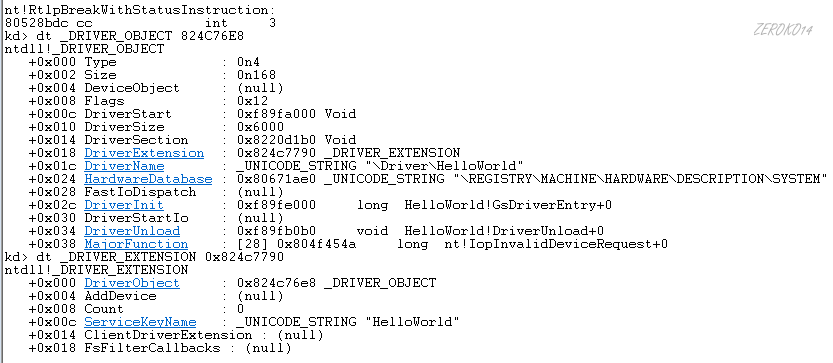 nt!RtlpBreakWithStatusInstruction:
80528bdc cc              int     3
ZEROK014
kd> dt _DRIVER_OBJECT 824C76E8
ntdll!_DRIVER_OBJECT
   +0x000 Type             : 0n4
   +0x002 Size             : 0n168
   +0x004 DeviceObject     : (null)
   +0x008 Flags            : 0x12
   +0x00c DriverStart      : 0xf89fa000 Void
   +0x010 DriverSize       : 0x6000
   +0x014 DriverSection    : 0x8220d1b0 Void
   +0x018 DriverExtension  : 0x824c7790 _DRIVER_EXTENSION
   +0x01c DriverName       : _UNICODE_STRING "\Driver\HelloWorld"
   +0x024 HardwareDatabase : 0x80671ae0 _UNICODE_STRING "\REGISTRY\MACHINE\HARDWARE\DESCRIPTION\SYSTEM"
   +0x028 FastIoDispatch   : (null)
   +0x02c DriverInit       : 0xf89fe000     long  HelloWorld!GsDriverEntry+0
   +0x030 DriverStartIo    : (null)
   +0x034 DriverUnload     : 0xf89fb0b0     void  HelloWorld!DriverUnload+0
   +0x038 MajorFunction    : [28] 0x804f454a     long  nt!IopInvalidDeviceRequest+0
kd> dt _DRIVER_EXTENSION 0x824c7790
ntdll!_DRIVER_EXTENSION
   +0x000 DriverObject     : 0x824c76e8 _DRIVER_OBJECT
   +0x004 AddDevice        : (null)
   +0x008 Count            : 0
   +0x00c ServiceKeyName   : _UNICODE_STRING "HelloWorld"
   +0x014 ClientDriverExtension : (null)
   +0x018 FsFilterCallbacks : (null)